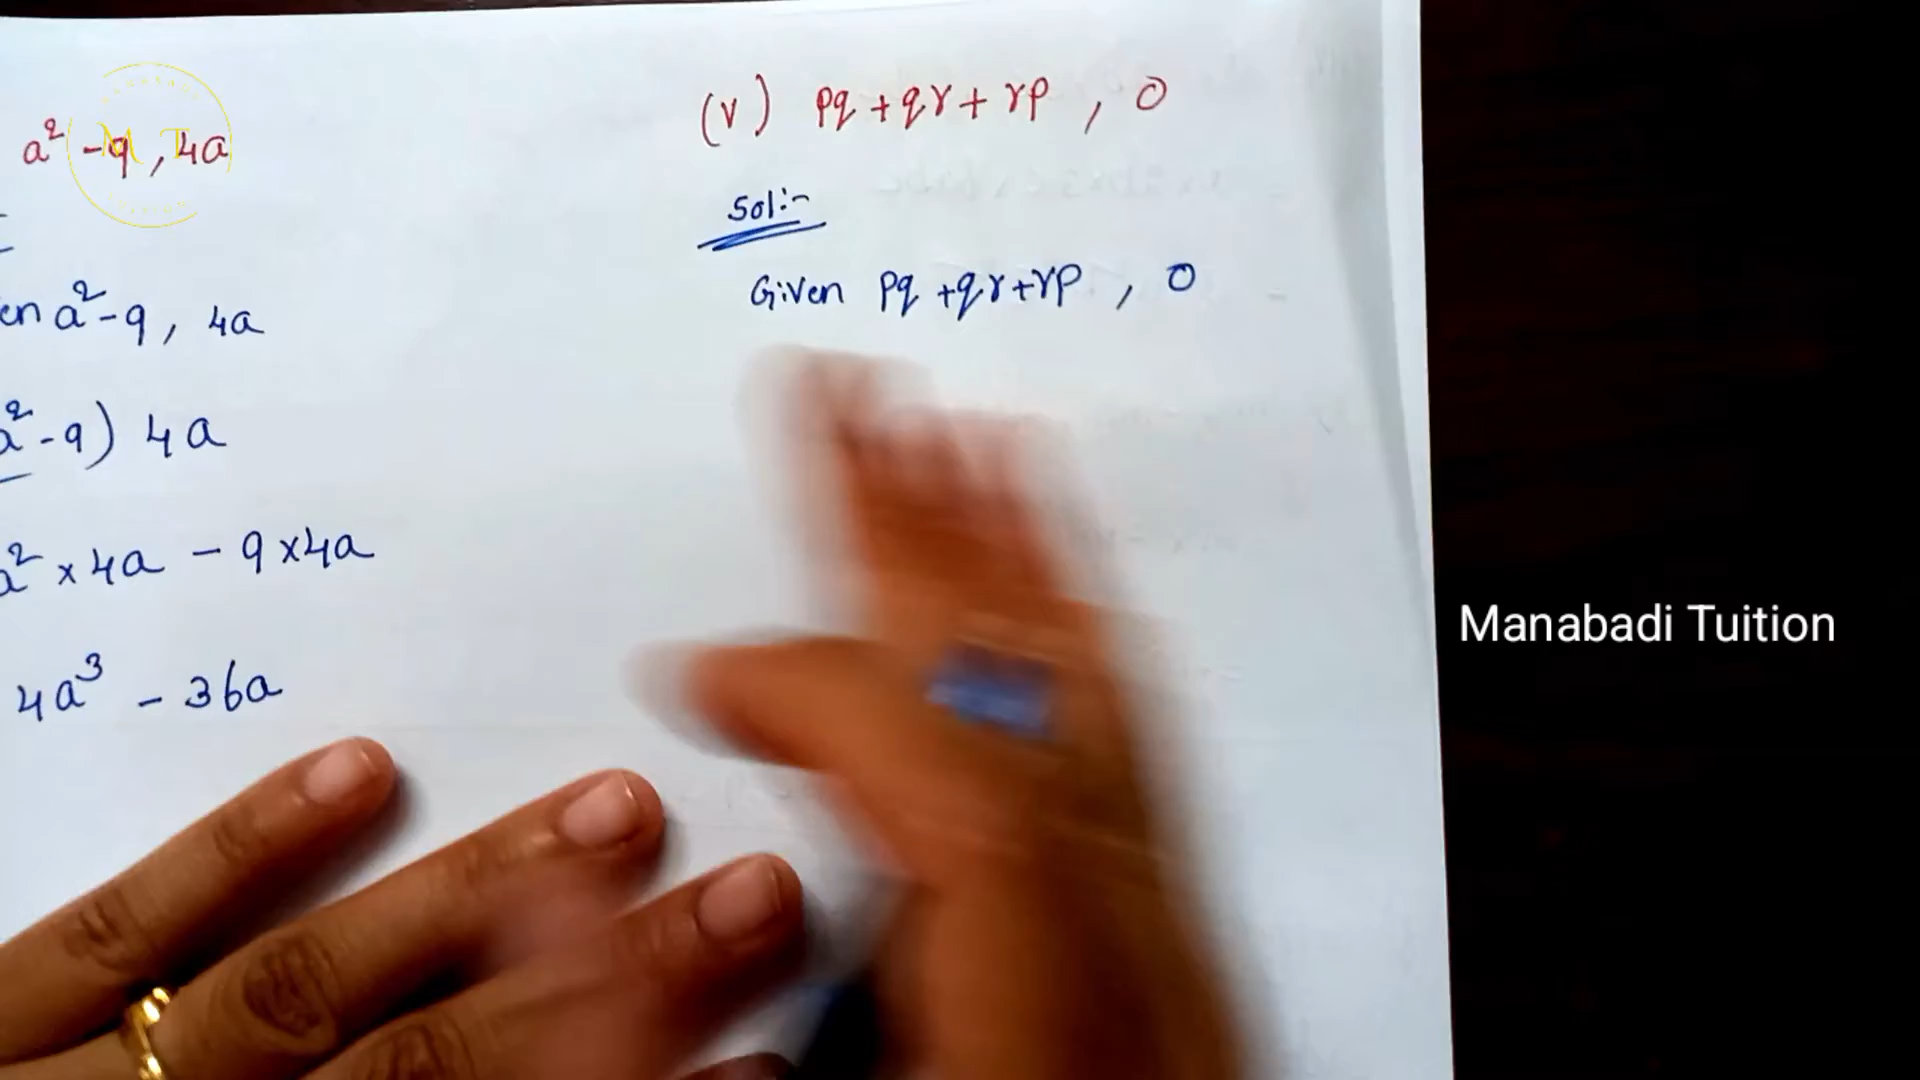 a² - 9 , 4a
en a² - 9 , 4a
a² - 9) 4a
a² × 4a - 9 × 4a
4a³ - 36a
(v) pq + qr + rp , 0
Sol:-
Given pq + qr + rp , 0
M T
Manabadi Tuition